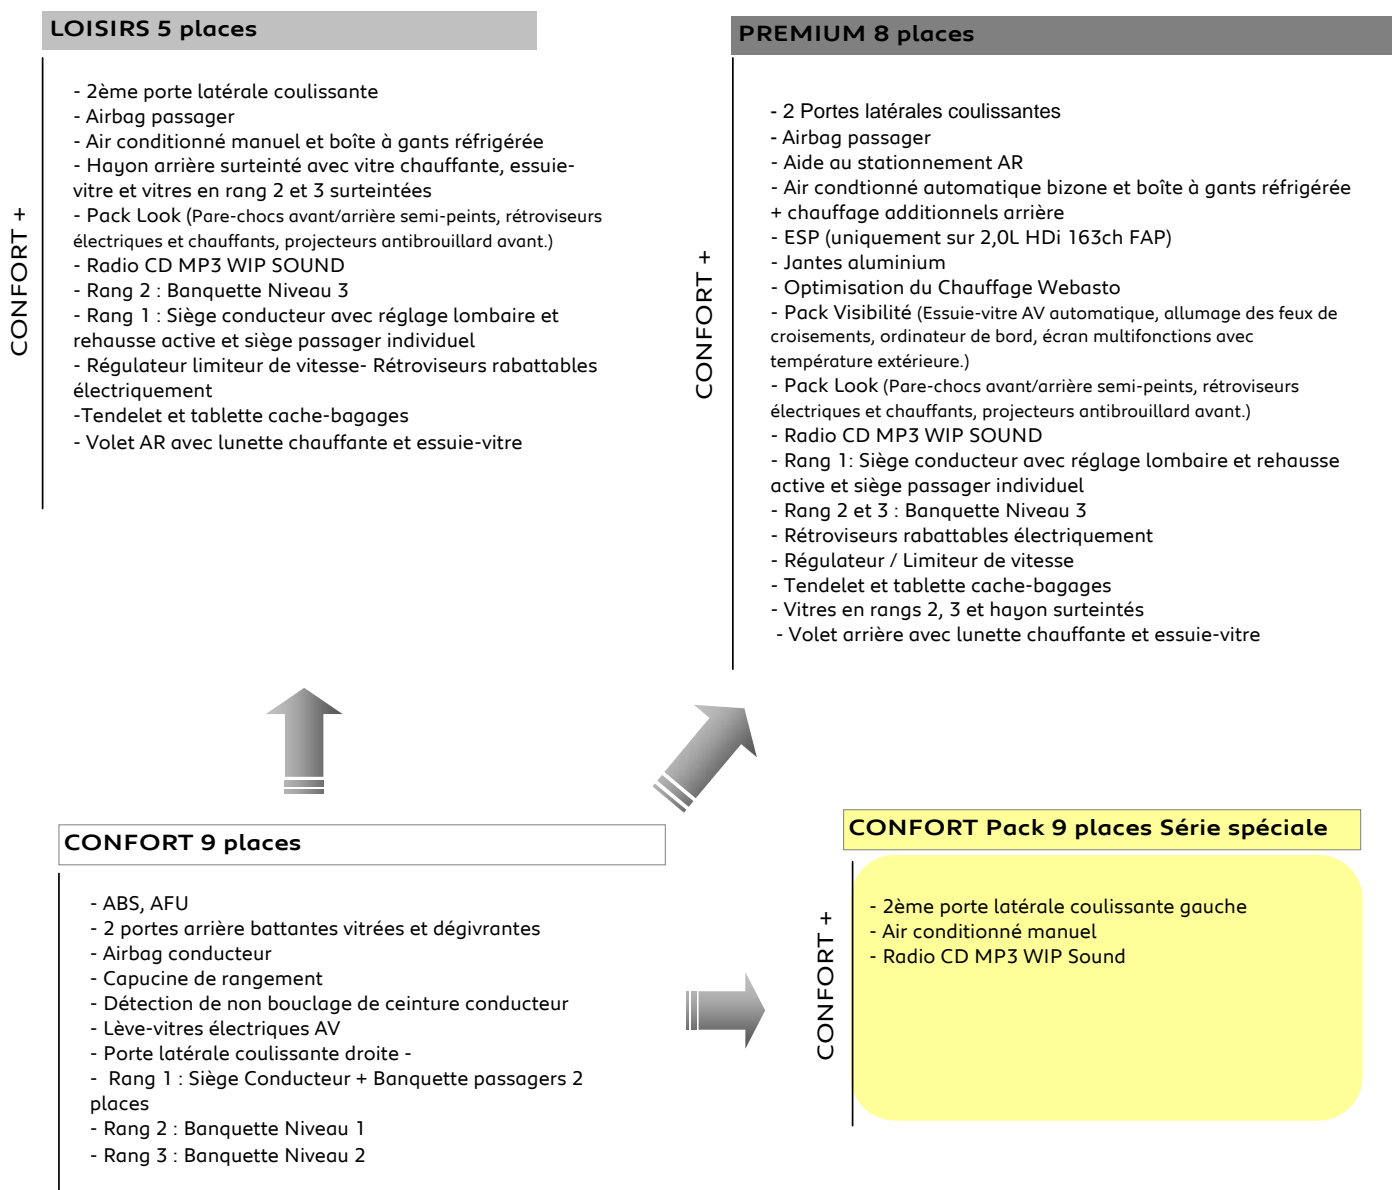 LOISIRS 5 places
CONFORT +
- 2ème porte latérale coulissante
- Airbag passager
- Air conditionné manuel et boîte à gants réfrigérée
- Hayon arrière surteinté avec vitre chauffante, essuie-
vitre et vitres en rang 2 et 3 surteintées
- Pack Look (Pare-chocs avant/arrière semi-peints, rétroviseurs
électriques et chauffants, projecteurs antibrouillard avant.)
- Radio CD MP3 WIP SOUND
- Rang 2 : Banquette Niveau 3
- Rang 1 : Siège conducteur avec réglage lombaire et
rehausse active et siège passager individuel
- Régulateur limiteur de vitesse- Rétroviseurs rabattables
électriquement
-Tendelet et tablette cache-bagages
- Volet AR avec lunette chauffante et essuie-vitre
PREMIUM 8 places
CONFORT +
- 2 Portes latérales coulissantes
- Airbag passager
- Aide au stationnement AR
- Air condtionné automatique bizone et boîte à gants réfrigérée
+ chauffage additionnels arrière
- ESP (uniquement sur 2,0L HDi 163ch FAP)
- Jantes aluminium
- Optimisation du Chauffage Webasto
- Pack Visibilité (Essuie-vitre AV automatique, allumage des feux de
croisements, ordinateur de bord, écran multifonctions avec
température extérieure.)
- Pack Look (Pare-chocs avant/arrière semi-peints, rétroviseurs
électriques et chauffants, projecteurs antibrouillard avant.)
- Radio CD MP3 WIP SOUND
- Rang 1: Siège conducteur avec réglage lombaire et rehausse
active et siège passager individuel
- Rang 2 et 3 : Banquette Niveau 3
- Rétroviseurs rabattables électriquement
- Régulateur / Limiteur de vitesse
- Tendelet et tablette cache-bagages
- Vitres en rangs 2, 3 et hayon surteintés
- Volet arrière avec lunette chauffante et essuie-vitre
CONFORT 9 places
- ABS, AFU
- 2 portes arrière battantes vitrées et dégivrantes
- Airbag conducteur
- Capucine de rangement
- Détection de non bouclage de ceinture conducteur
- Lève-vitres électriques AV
- Porte latérale coulissante droite -
- Rang 1 : Siège Conducteur + Banquette passagers 2
places
- Rang 2 : Banquette Niveau 1
- Rang 3 : Banquette Niveau 2
CONFORT Pack 9 places Série spéciale
CONFORT +
- 2ème porte latérale coulissante gauche
- Air conditionné manuel
- Radio CD MP3 WIP Sound